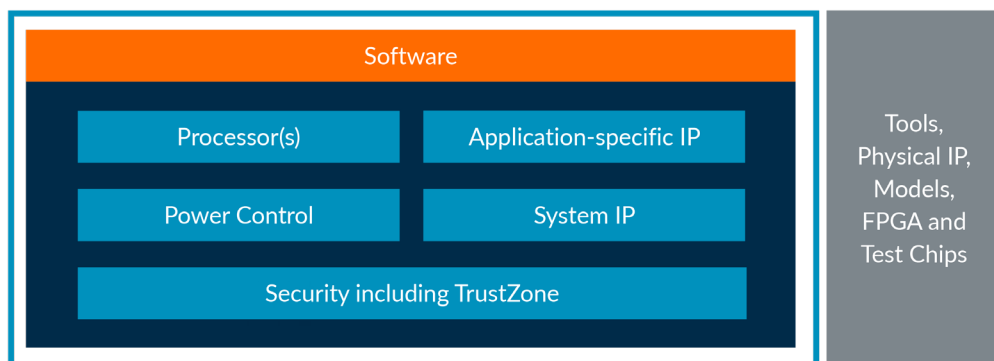 Software
Processor(s)
Application-specific IP
Power Control
System IP
Security including TrustZone
Tools,
Physical IP,
Models,
FPGA and
Test Chips